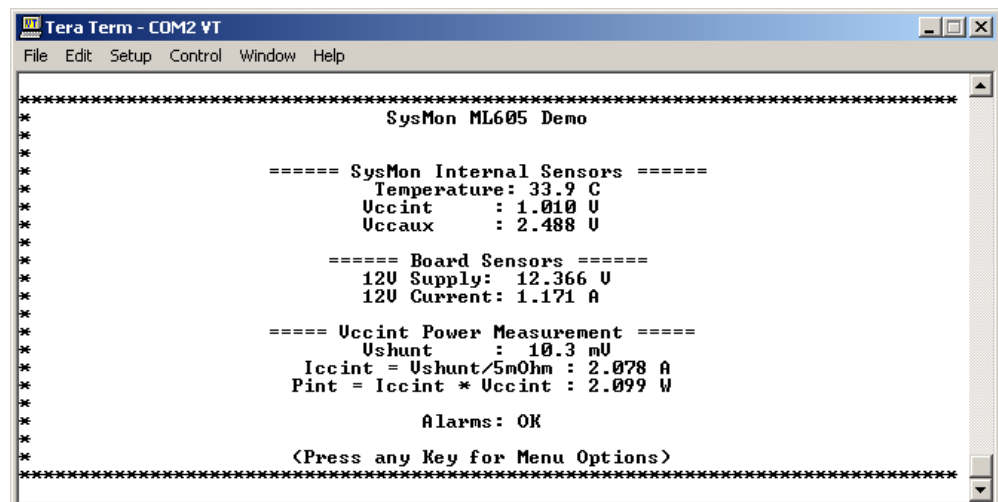 Tera Term - COM2 VT
File Edit Setup Control Window Help
*******************************************************************************
* SysMon ML605 Demo
*
*
* ====== SysMon Internal Sensors ======
* Temperature: 33.9 C
* Vccint : 1.010 V
* Vccaux : 2.488 V
*
* ====== Board Sensors ======
* 12V Supply: 12.366 V
* 12V Current: 1.171 A
*
* ===== Vccint Power Measurement =====
* Vshunt : 10.3 mV
* Iccint = Vshunt/5mOhm : 2.078 A
* Pint = Iccint * Vccint : 2.099 W
*
* Alarms: OK
*
* (Press any Key for Menu Options)
*******************************************************************************